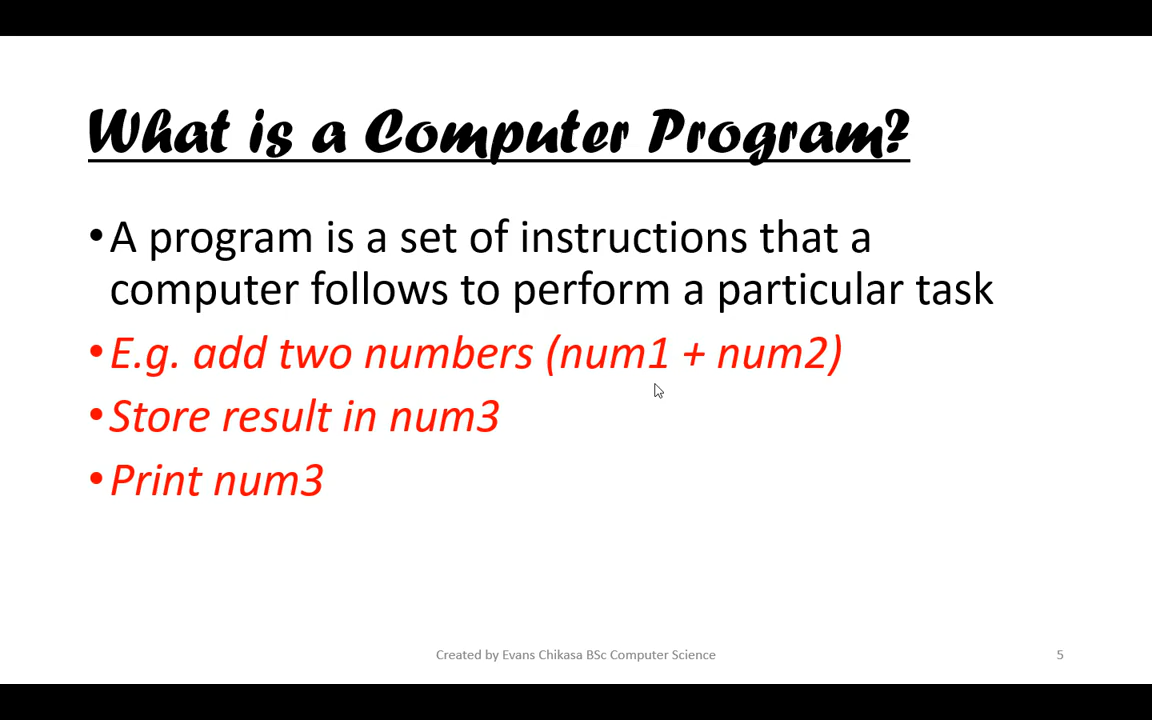 What is a Computer Program?
•A program is a set of instructions that a
computer follows to perform a particular task
•E.g. add two numbers (num1 + num2)
•Store result in num3
•Print num3
Created by Evans Chikasa BSc Computer Science
5